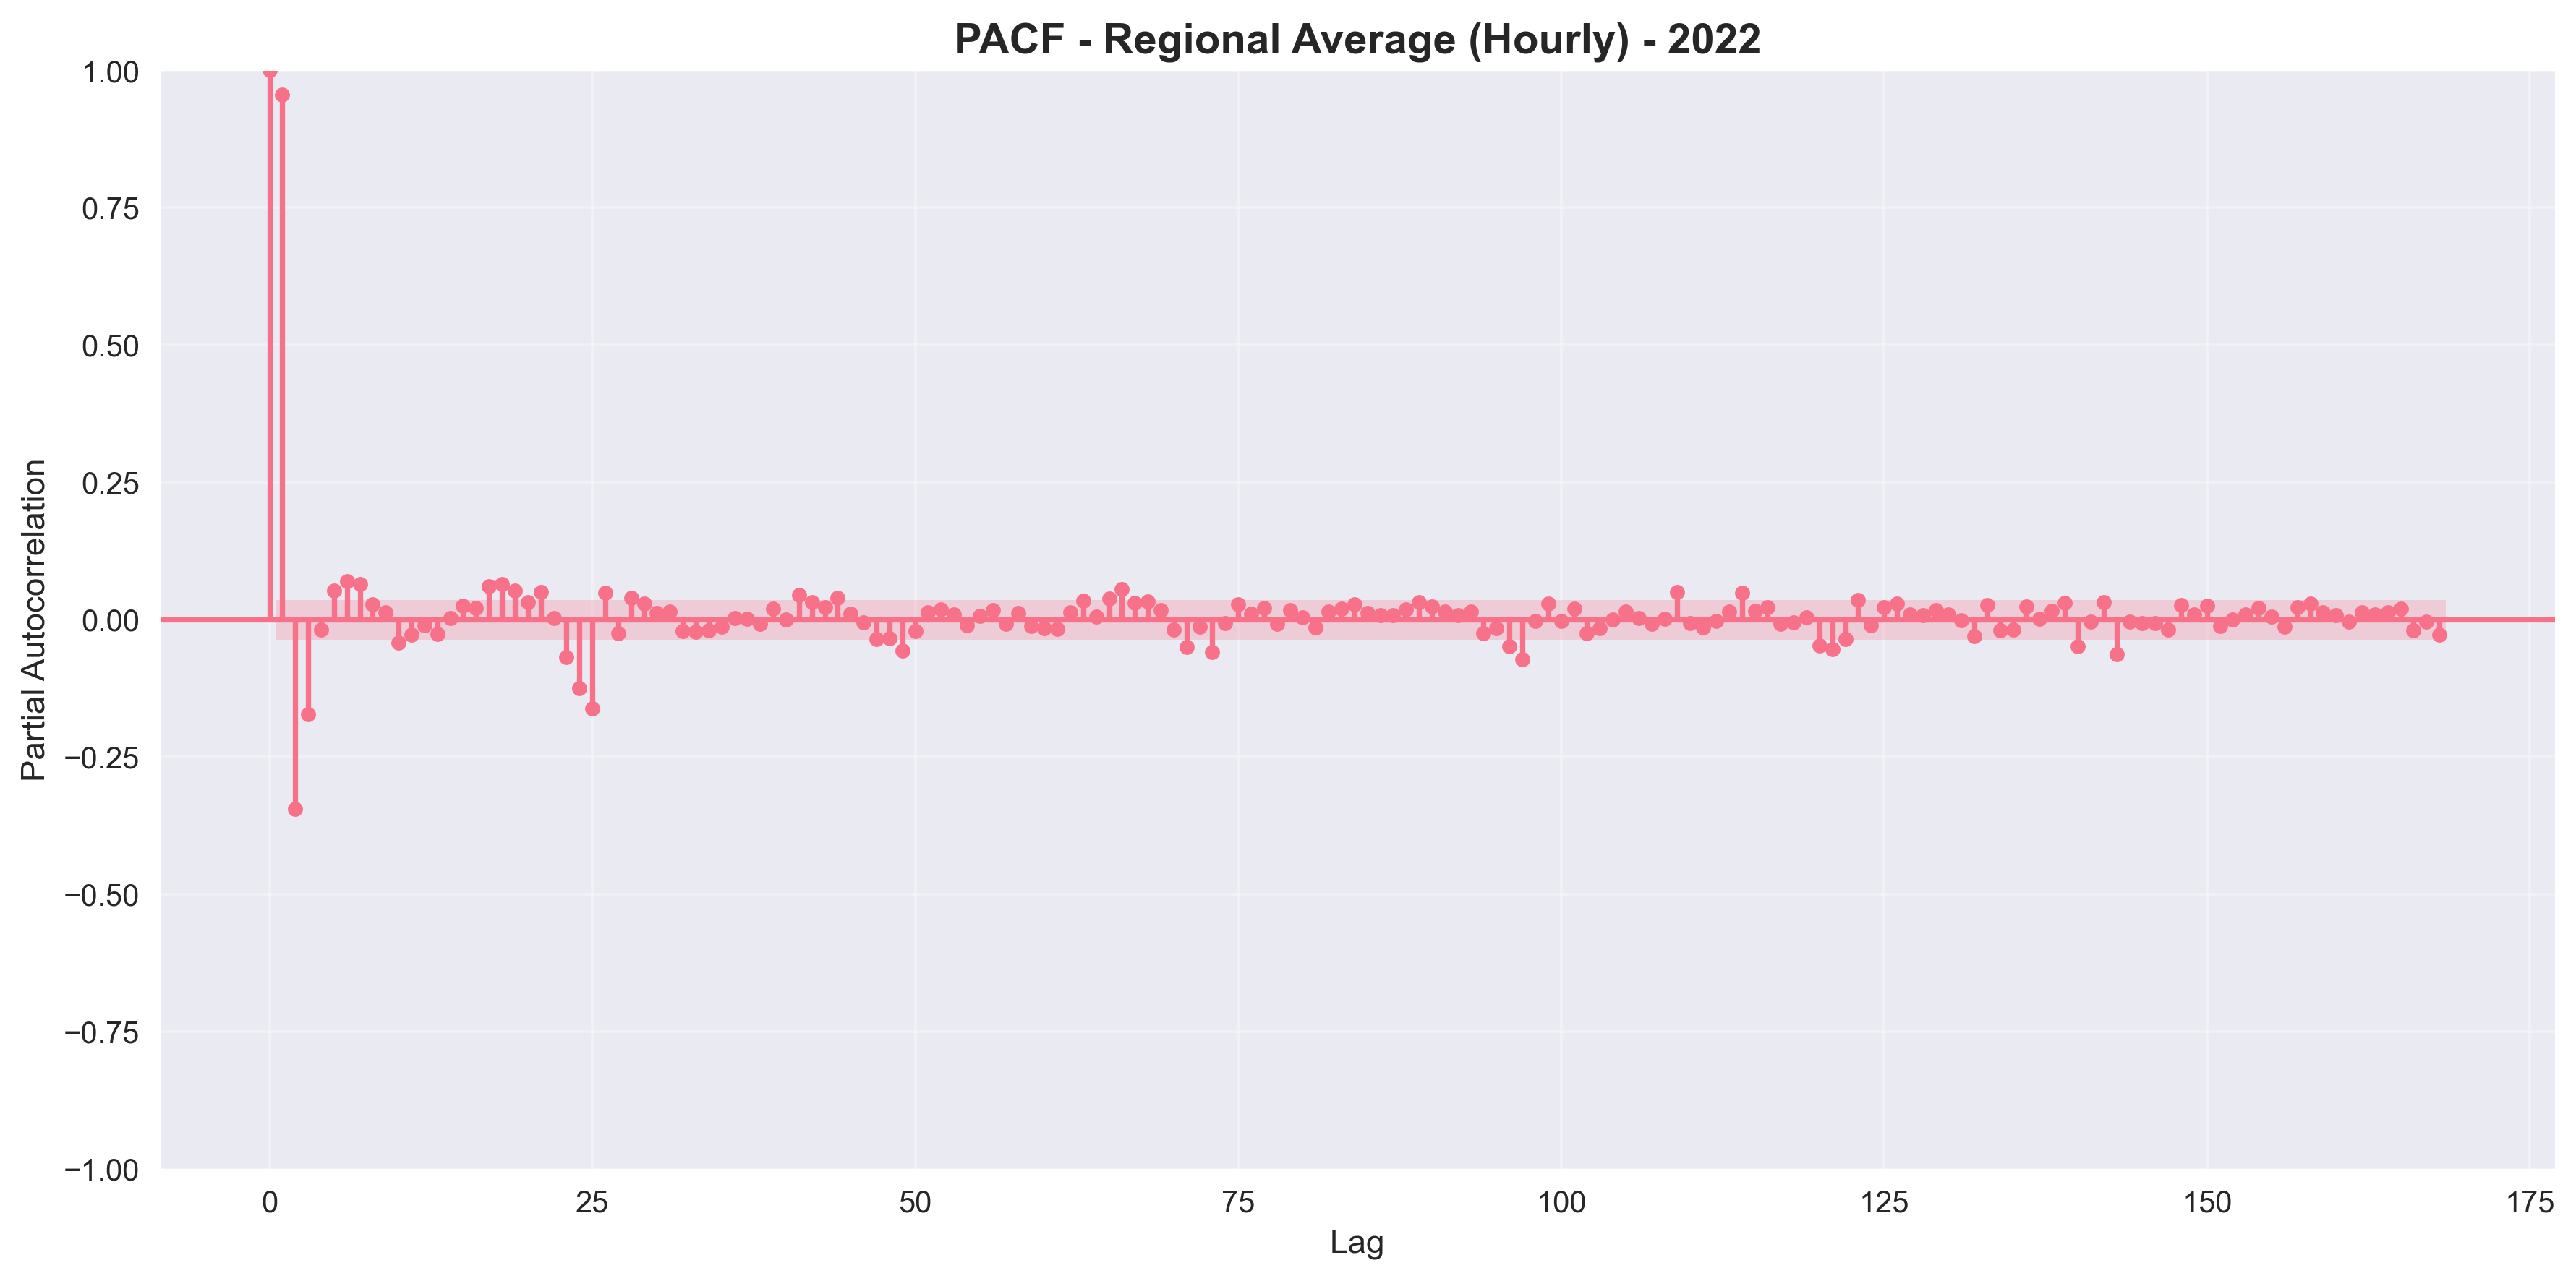 PACF - Regional Average (Hourly) - 2022
Partial Autocorrelation
1.00
0.75
0.50
0.25
0.00
−0.25
−0.50
−0.75
−1.00
0 25 50 75 100 125 150 175
Lag